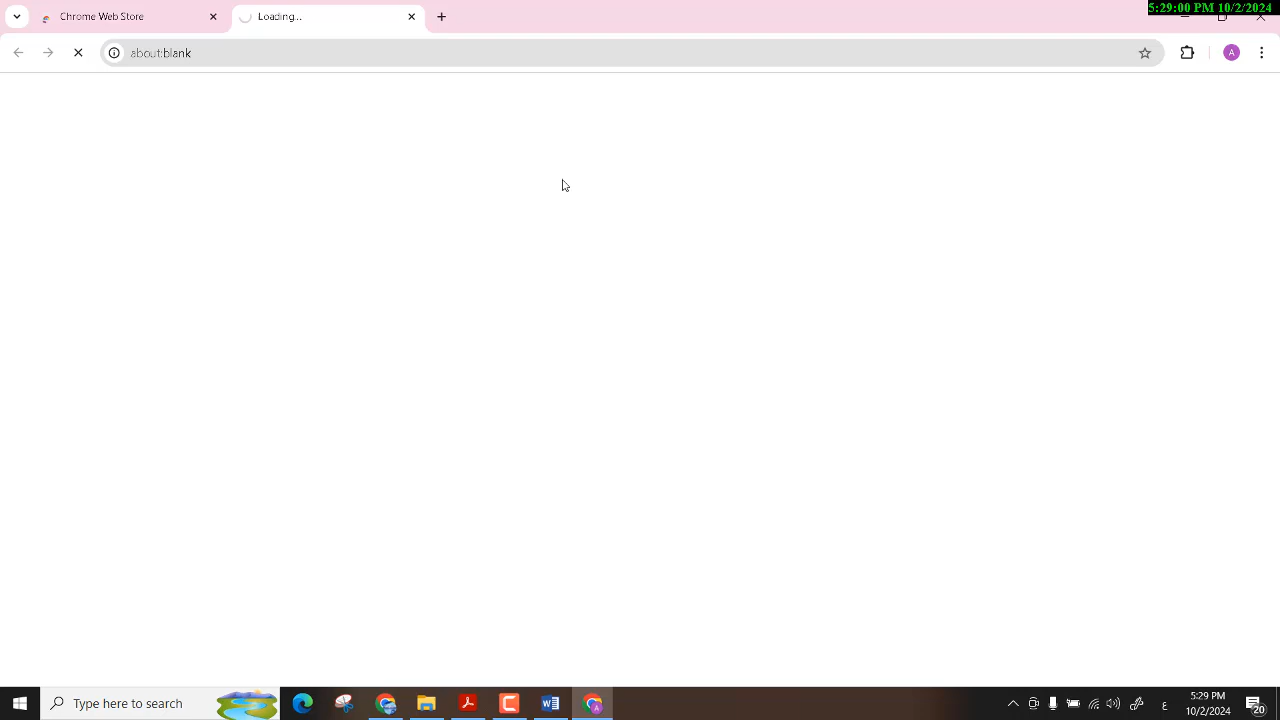 5:29:00 PM 10/2/2024
Chrome Web Store
Loading...
about:blank
A
Type here to search
A
ع
5:29 PM
10/2/2024
20